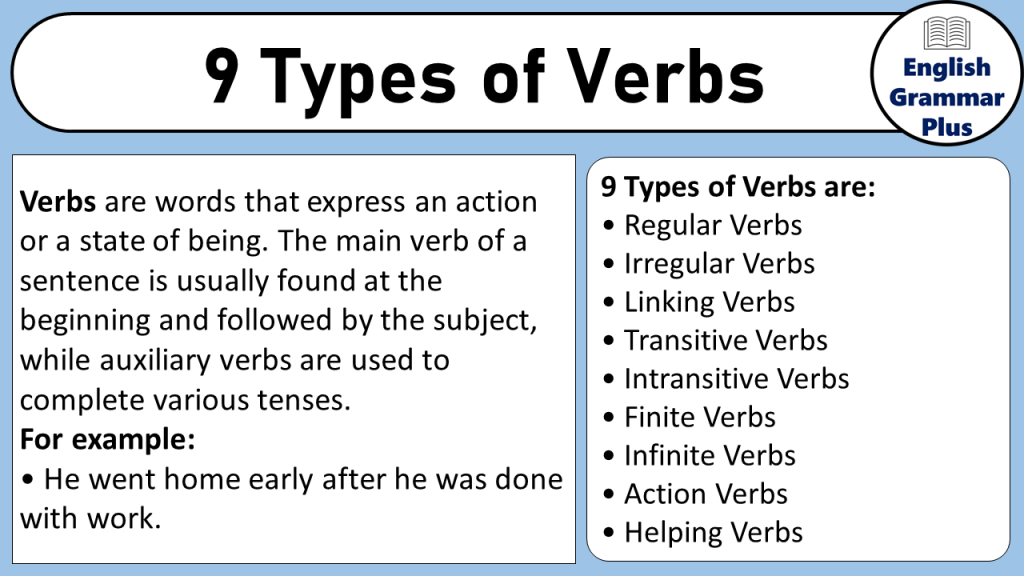 9 Types of Verbs
English
Grammar
Plus
Verbs are words that express an action
or a state of being. The main verb of a
sentence is usually found at the
beginning and followed by the subject,
while auxiliary verbs are used to
complete various tenses.
For example:
• He went home early after he was done
with work.
9 Types of Verbs are:
• Regular Verbs
• Irregular Verbs
• Linking Verbs
• Transitive Verbs
• Intransitive Verbs
• Finite Verbs
• Infinite Verbs
• Action Verbs
• Helping Verbs